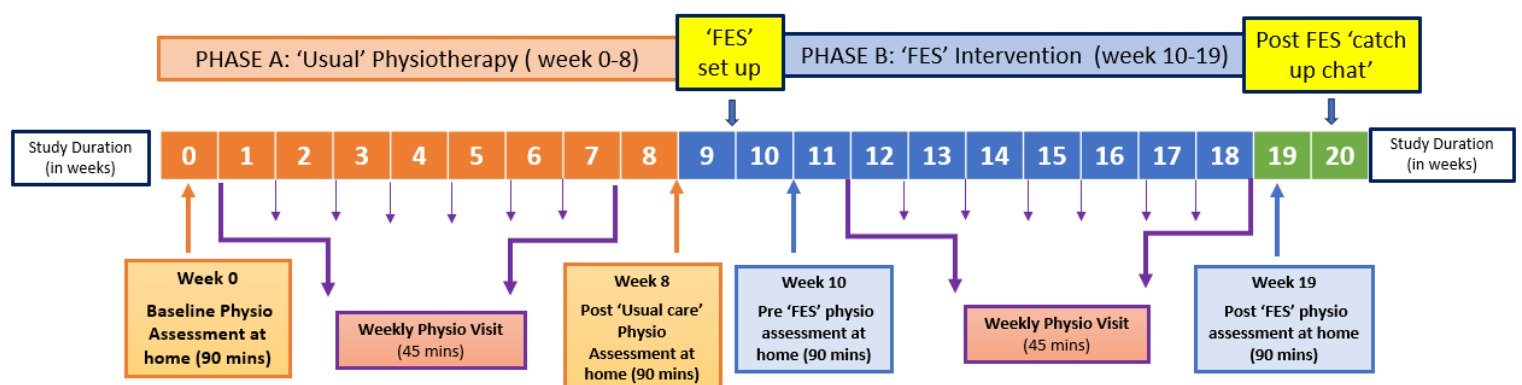 PHASE A: ‘Usual’ Physiotherapy ( week 0-8)
‘FES’
set up
PHASE B: ‘FES’ Intervention (week 10-19)
Post FES ‘catch
up chat’
Study Duration
(in weeks)
0 1 2 3 4 5 6 7 8 9 10 11 12 13 14 15 16 17 18 19 20
Study Duration
(in weeks)
Week 0
Baseline Physio
Assessment at
home (90 mins)
Weekly Physio Visit
(45 mins)
Week 8
Post ‘Usual care’
Physio
Assessment at
home (90 mins)
Week 10
Pre ‘FES’ physio
assessment at
home (90 mins)
Weekly Physio Visit
(45 mins)
Week 19
Post ‘FES’ physio
assessment at home
(90 mins)